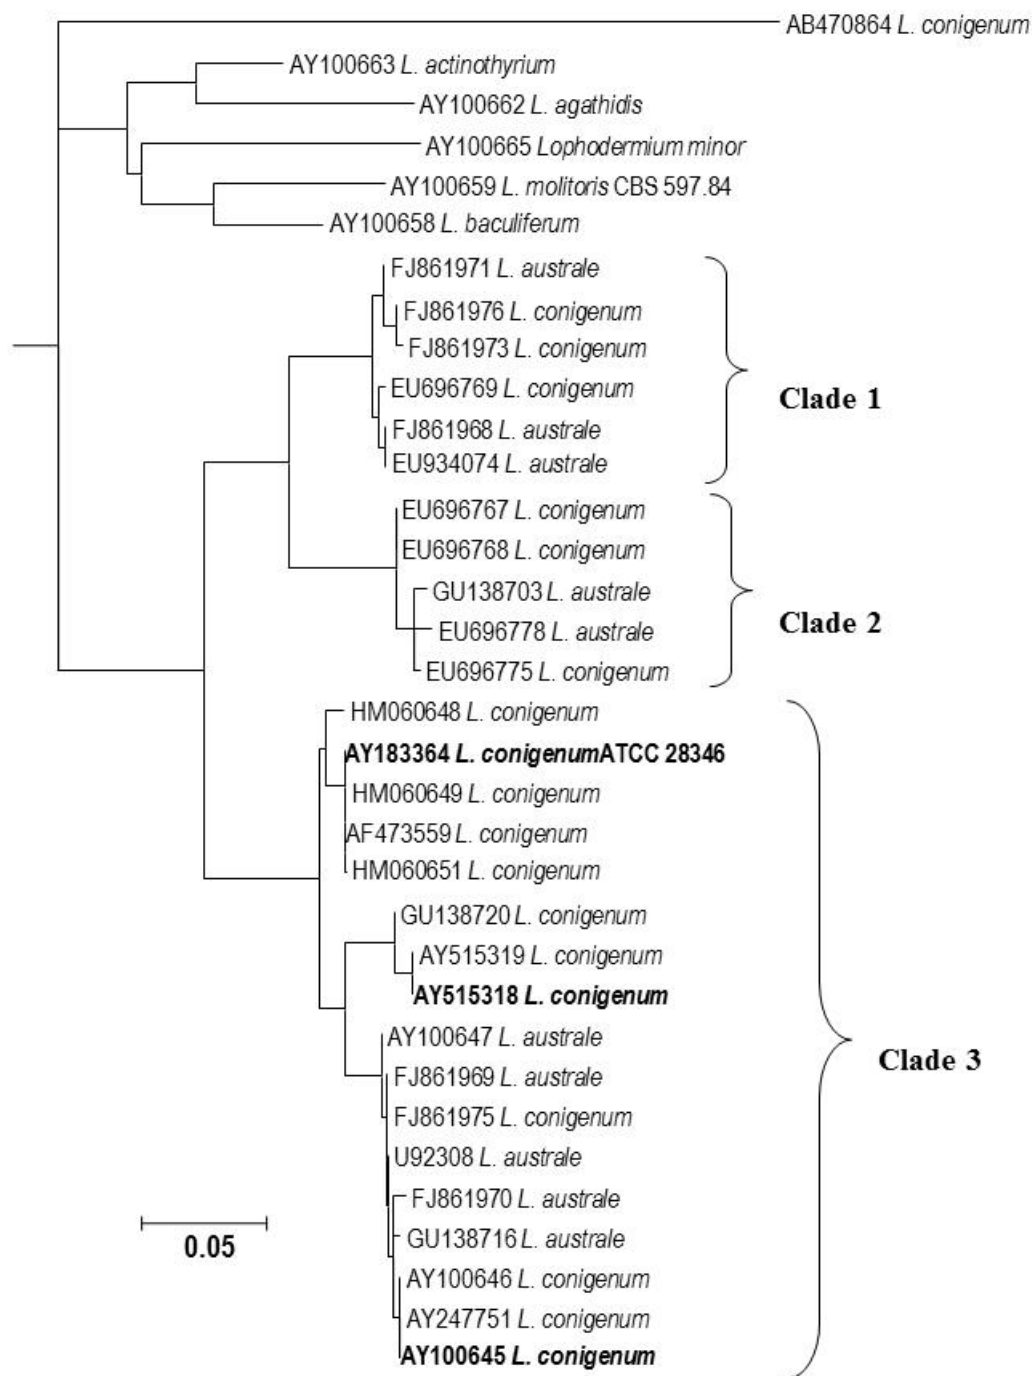 AB470864 L. conigenum
AY100663 L. actinothyrium
AY100662 L. agathidis
AY100665 Lophodermium minor
AY100659 L. molitoris CBS 597.84
AY100658 L. baculiferum
FJ861971 L. australe
FJ861976 L. conigenum
FJ861973 L. conigenum
EU696769 L. conigenum
FJ861968 L. australe
EU934074 L. australe
Clade 1
EU696767 L. conigenum
EU696768 L. conigenum
GU138703 L. australe
EU696778 L. australe
EU696775 L. conigenum
Clade 2
HM060648 L. conigenum
AY183364 L. conigenumATCC 28346
HM060649 L. conigenum
AF473559 L. conigenum
HM060651 L. conigenum
GU138720 L. conigenum
AY515319 L. conigenum
AY515318 L. conigenum
AY100647 L. australe
FJ861969 L. australe
FJ861975 L. conigenum
U92308 L. australe
FJ861970 L. australe
GU138716 L. australe
AY100646 L. conigenum
AY247751 L. conigenum
AY100645 L. conigenum
Clade 3
0.05